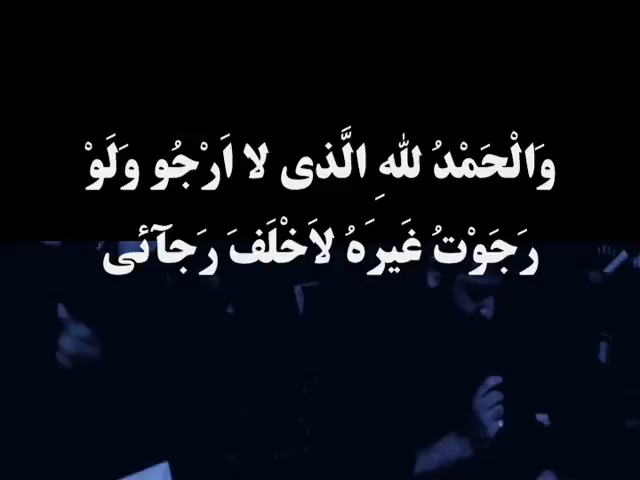 وَالْحَمْدُ للهِ الَّذى لا اَرْجُو وَلَوْ
رَجَوْتُ غَيرَهُ لاَخْلَفَ رَجآئى